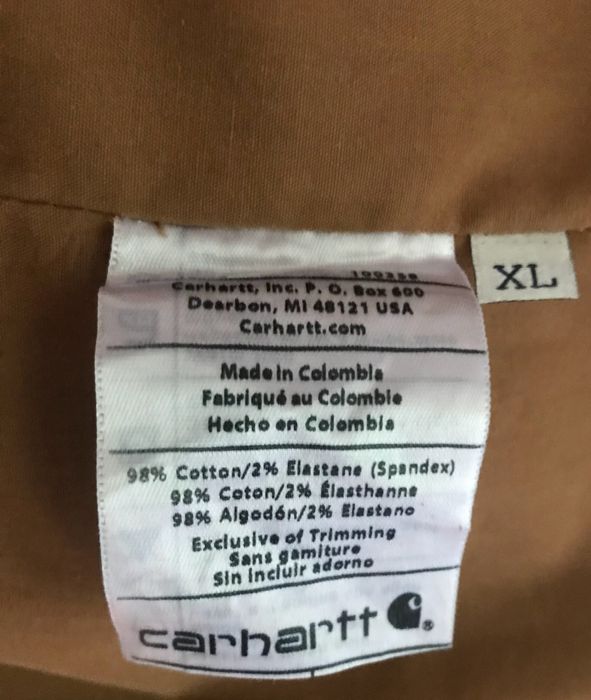 Carhartt, Inc. P. O. Box 600
Dearbon, MI 48121 USA
Carhartt.com
Made in Colombia
Fabriqué au Colombie
Hecho en Colombia
98% Cotton/2% Elastane (Spandex)
98% Coton/2% Élasthanne
98% Algodón/2% Elastano
Exclusive of Trimming
Sans gamiture
Sin incluir adorno
carhartt ®
XL